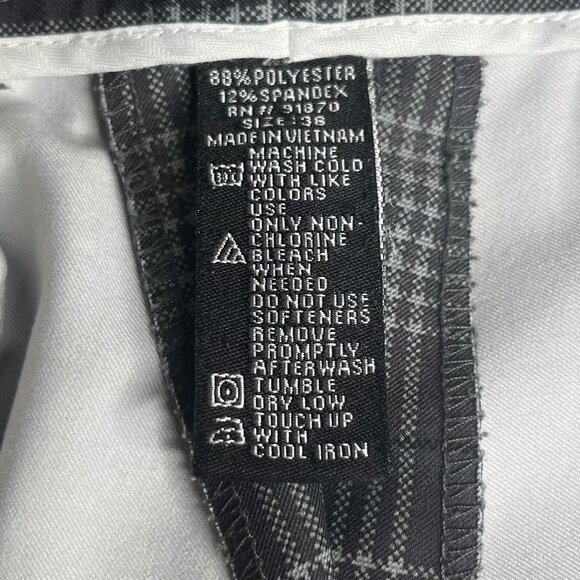 88% POLYESTER
12% SPANDEX
RN# 91870
SIZE: 38
MADE IN VIETNAM
MACHINE
WASH COLD
WITH LIKE
COLORS
USE
ONLY NON-
CHLORINE
BLEACH
WHEN
NEEDED
DO NOT USE
SOFTENERS
REMOVE
PROMPTLY
AFTER WASH
TUMBLE
DRY LOW
TOUCH UP
WITH
COOL IRON